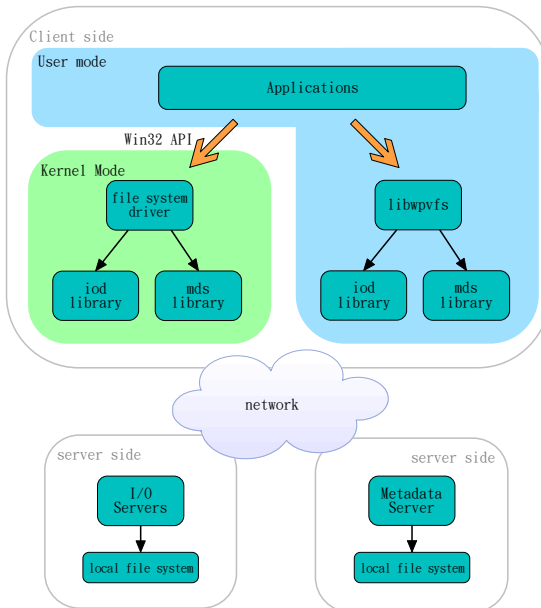 Client side
User mode
Applications
Win32 API
Kernel Mode
file system
driver
libwpvfs
iod
library
mds
library
iod
library
mds
library
network
server side
I/O
Servers
local file system
server side
Metadata
Server
local file system